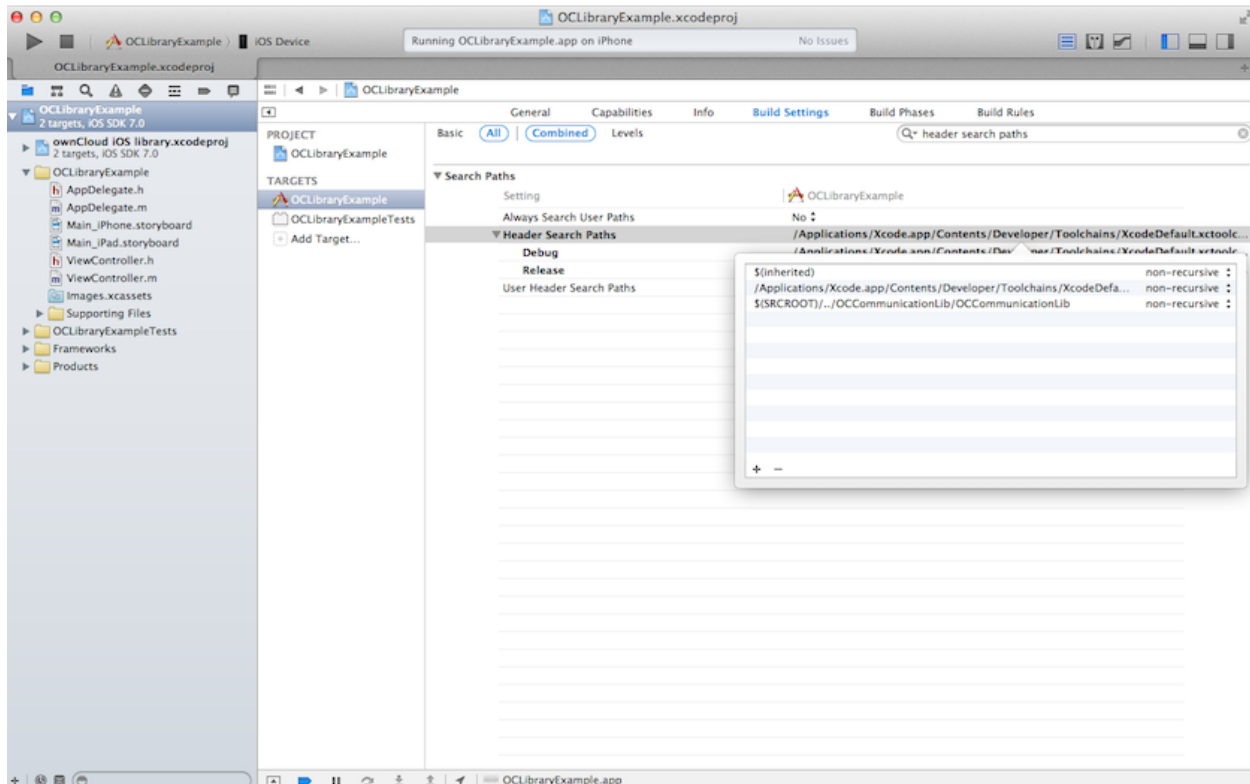 OCLibraryExample.xcodeproj
OCLibraryExample
iOS Device
Running OCLibraryExample.app on iPhone
No Issues
OCLibraryExample.xcodeproj
OCLibraryExample
OCLibraryExample
2 targets, iOS SDK 7.0
ownCloud iOS library.xcodeproj
2 targets, iOS SDK 7.0
OCLibraryExample
AppDelegate.h
AppDelegate.m
Main_iPhone.storyboard
Main_iPad.storyboard
ViewController.h
ViewController.m
Images.xcassets
Supporting Files
OCLibraryExampleTests
Frameworks
Products
PROJECT
OCLibraryExample
TARGETS
OCLibraryExample
OCLibraryExampleTests
Add Target...
General Capabilities Info Build Settings Build Phases Build Rules
Basic All Combined Levels
header search paths
Search Paths
Setting OCLibraryExample
Always Search User Paths No
Header Search Paths /Applications/Xcode.app/Contents/Developer/Toolchains/XcodeDefault.xctoolc...
Debug
Release
User Header Search Paths
$(inherited) non-recursive
/Applications/Xcode.app/Contents/Developer/Toolchains/XcodeDefa... non-recursive
$(SRCROOT)/../OCCommunicationLib/OCCommunicationLib non-recursive
OCLibraryExample.app